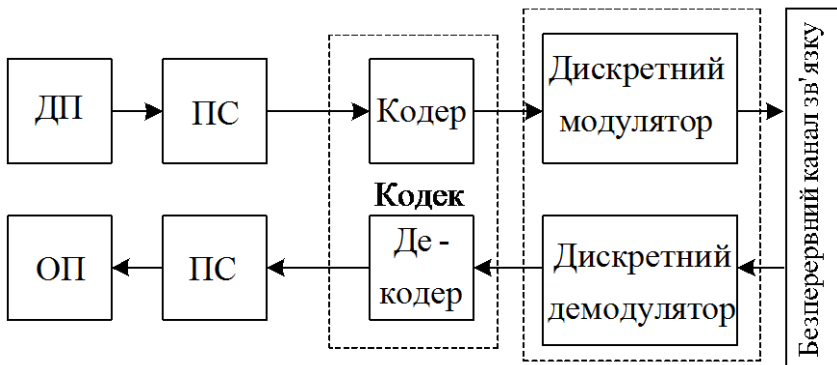 ДП
ПС
Кодер
Дискретний
модулятор
Кодек
ОП
ПС
Де -
кодер
Дискретний
демодулятор
Безперервний канал зв'язку